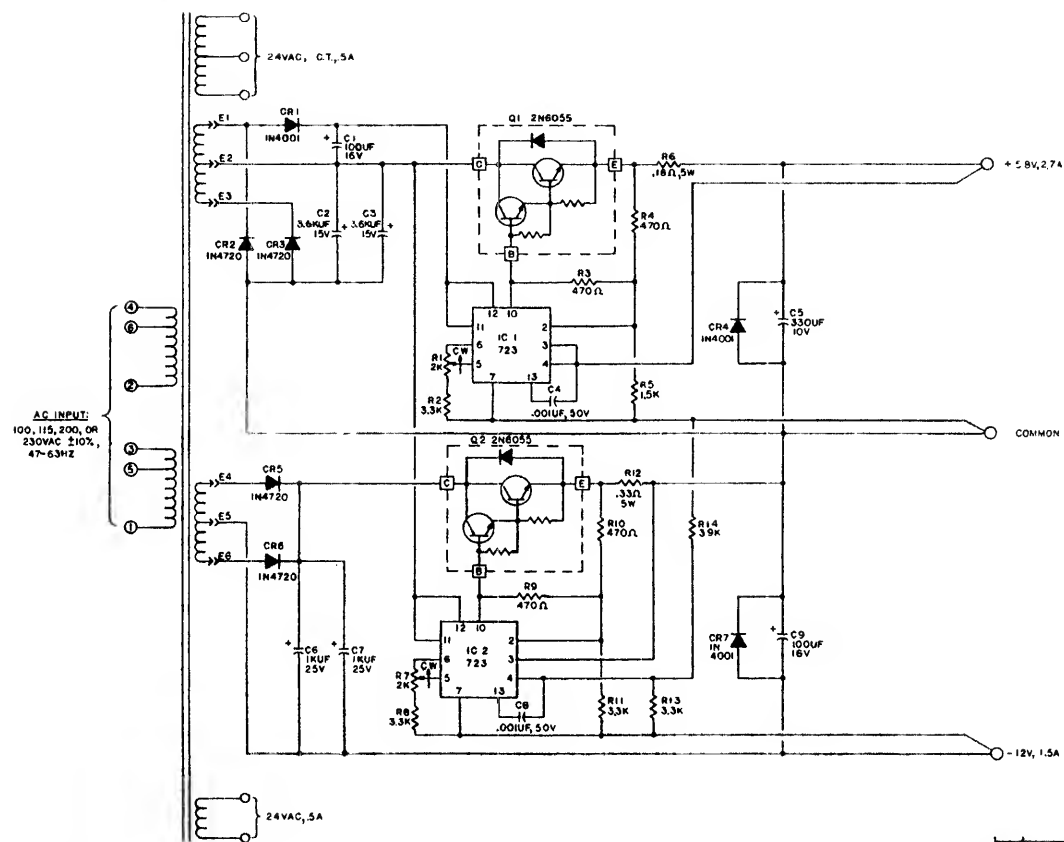 24VAC, C.T., .5A
E1
CR1
1N4001
+ C1
100UF
16V
E2
E3
CR2
1N4720
CR3
1N4720
C2
3.6KUF
15V
+
C3
3.6KUF
15V
+
Q1 2N6055
C
E
B
R6
.18Ω, 5W
+ 5.8V, 2.7A
R4
470Ω
R3
470Ω
12 10
11
6
5
7
13
2
3
4
IC 1
723
R1
2K
CW
R2
3.3K
C4
.001UF, 50V
R5
1.5K
CR4
1N4001
+ C5
330UF
10V
4
6
2
AC INPUT:
100, 115, 200, OR
230VAC ±10%,
47-63HZ
3
5
1
COMMON
Q2 2N6055
E4
CR5
1N4720
E5
E6
CR6
1N4720
C
E
B
R12
.33Ω
5W
R10
470Ω
R14
3.9K
R9
470Ω
12 10
11
6
5
7
13
2
3
4
IC 2
723
R7
2K
CW
R8
3.3K
C8
.001UF, 50V
R11
3.3K
R13
3.3K
+ C6
1KUF
25V
+ C7
1KUF
25V
CR7
1N
4001
+ C9
100UF
16V
-12V, 1.5A
24VAC, .5A